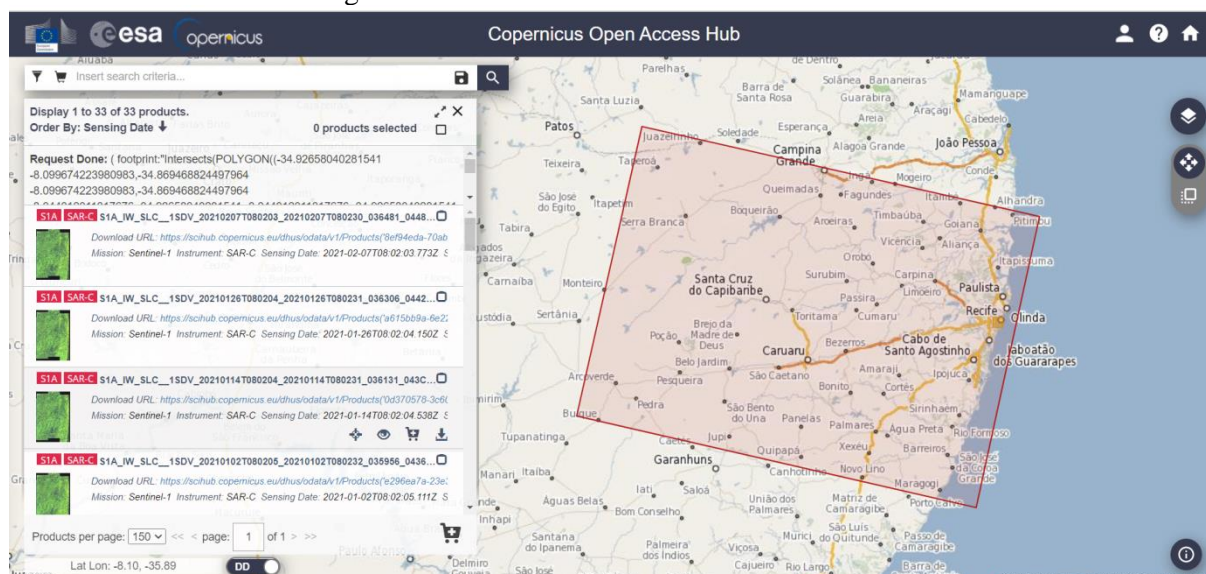 esa
opernicus
Copernicus Open Access Hub
Insert search criteria...
Display 1 to 33 of 33 products.
Order By: Sensing Date
0 products selected
Request Done: ( footprint:"Intersects(POLYGON((-34.92658040281541
-8.099674223980983,-34.869468824497964
-8.099674223980983,-34.869468824497964
S1A SAR-C S1A_IW_SLC__1SDV_20210207T080203_20210207T080230_036481_0448...
Download URL: https://scihub.copernicus.eu/dhus/odata/v1/Products('8ef94eda-70ab
Mission: Sentinel-1 Instrument: SAR-C Sensing Date: 2021-02-07T08:02:03.773Z S
S1A SAR-C S1A_IW_SLC__1SDV_20210126T080204_20210126T080231_036306_0442...
Download URL: https://scihub.copernicus.eu/dhus/odata/v1/Products('a615bb9a-6e22
Mission: Sentinel-1 Instrument: SAR-C Sensing Date: 2021-01-26T08:02:04.150Z S
S1A SAR-C S1A_IW_SLC__1SDV_20210114T080204_20210114T080231_036131_043C...
Download URL: https://scihub.copernicus.eu/dhus/odata/v1/Products('0d370578-3c60
Mission: Sentinel-1 Instrument: SAR-C Sensing Date: 2021-01-14T08:02:04.538Z S
S1A SAR-C S1A_IW_SLC__1SDV_20210102T080205_20210102T080232_035956_0436...
Download URL: https://scihub.copernicus.eu/dhus/odata/v1/Products('e296ea7a-23e
Mission: Sentinel-1 Instrument: SAR-C Sensing Date: 2021-01-02T08:02:05.111Z S
Products per page: 150 << < page: 1 of 1 > >>
Lat Lon: -8.10, -35.89
DD
Aiuaba
Parelhas
de Dentro
Barra de
Santa Rosa
Solânea Bananeiras
Guarabira
Mamanguape
Santa Luzia
Areia
Araçagi
Cabedelo
Patos
Juazeirinho
Soledade
Esperança
Campina
Grande
Alagoa Grande
João Pessoa
Teixeira
Taperoá
Ingá
Mogeiro
Conde
Queimadas
Fagundes
Itambé
Alhandra
São José
do Egito
Itapetim
Boqueirão
Aroeiras
Timbaúba
Goiana
Pitimbu
Tabira
Serra Branca
Vicência
Aliança
Orobó
Itapissuma
Carnaíba
Monteiro
Santa Cruz
do Capibaribe
Surubim
Carpina
Limoeiro
Paulista
Passira
Recife
Olinda
Sertânia
Toritama
Cumaru
Poção
Brejo da
Madre de
Deus
Bezerros
Cabo de
Santo Agostinho
Jaboatão
dos Guararapes
Caruaru
Belo Jardim
Amaraji
Ipojuca
Arcoverde
Pesqueira
São Caetano
Bonito
Cortês
Pedra
São Bento
do Una
Panelas
Sirinhaém
Buíque
Palmares
Água Preta
Rio Formoso
Tupanatinga
Caetés
Jupi
Quipapá
Xexéu
Barreiros
São José
da Coroa
Grande
Garanhuns
Canhotinho
Novo Lino
Manari
Itaíba
Iati
Saloá
Maragogi
Águas Belas
Bom Conselho
União dos
Palmares
Matriz de
Camaragibe
Porto Calvo
Inhapi
São Luís
do Quitunde
Passo de
Camaragibe
Santana
do Ipanema
Palmeira
dos Índios
Viçosa
Murici
Paulo Afonso
Delmiro
Gouveia
São José
Cajueiro
Rio Largo
Barra de